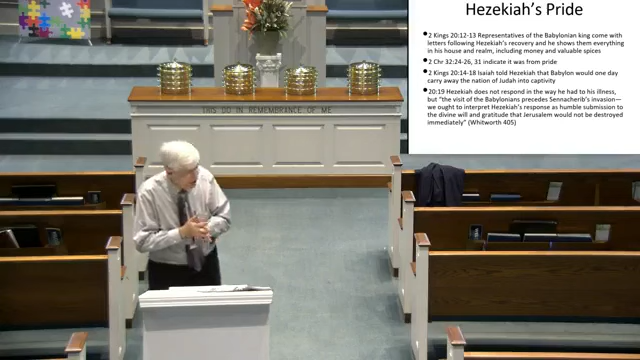 Hezekiah's Pride
•2 Kings 20:12-13 Representatives of the Babylonian king come with
letters following Hezekiah's recovery and he shows them everything
in his house and realm, including money and valuable spices
•2 Chr 32:24-26, 31 indicate it was from pride
•2 Kings 20:14-18 Isaiah told Hezekiah that Babylon would one day
carry away the nation of Judah into captivity
•20:19 Hezekiah does not respond in the way he had to his illness,
but "the visit of the Babylonians precedes Sennacherib's invasion—
we ought to interpret Hezekiah's response as humble submission to
the divine will and gratitude that Jerusalem would not be destroyed
immediately" (Whitworth 405)
THIS DO IN REMEMBRANCE OF ME